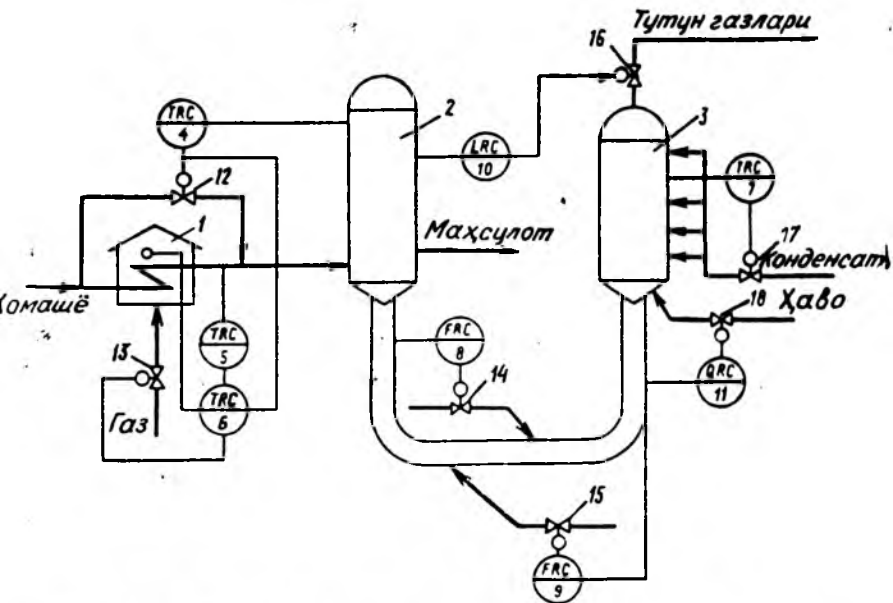 Тутун газлари
16
TRC
4
2
3
LRC
10
TRC
7
12
1
Маҳсулот
17
Конденсат
Хомашё
18
Ҳаво
13
TRC
5
FRC
8
14
QRC
11
TRC
6
Газ
15
FRC
9